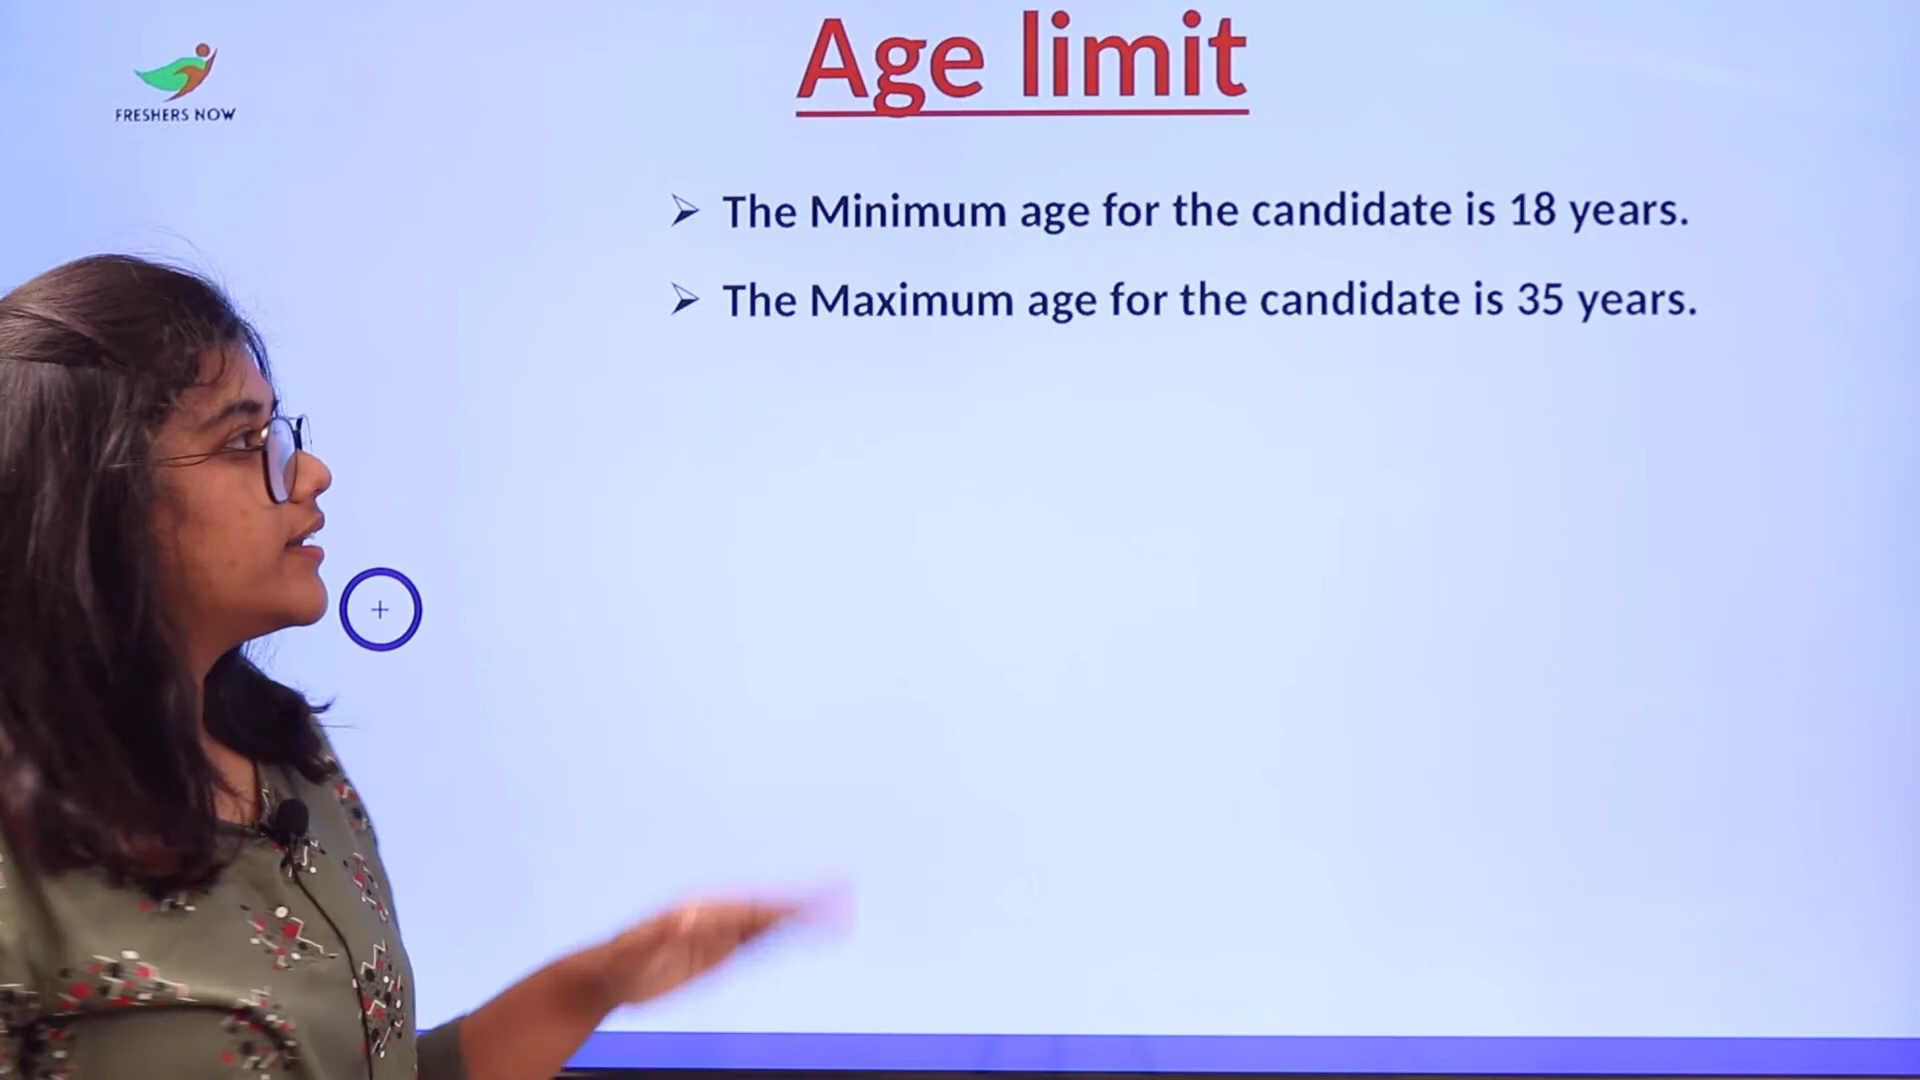 Age limit
FRESHERS NOW
➢ The Minimum age for the candidate is 18 years.
➢ The Maximum age for the candidate is 35 years.